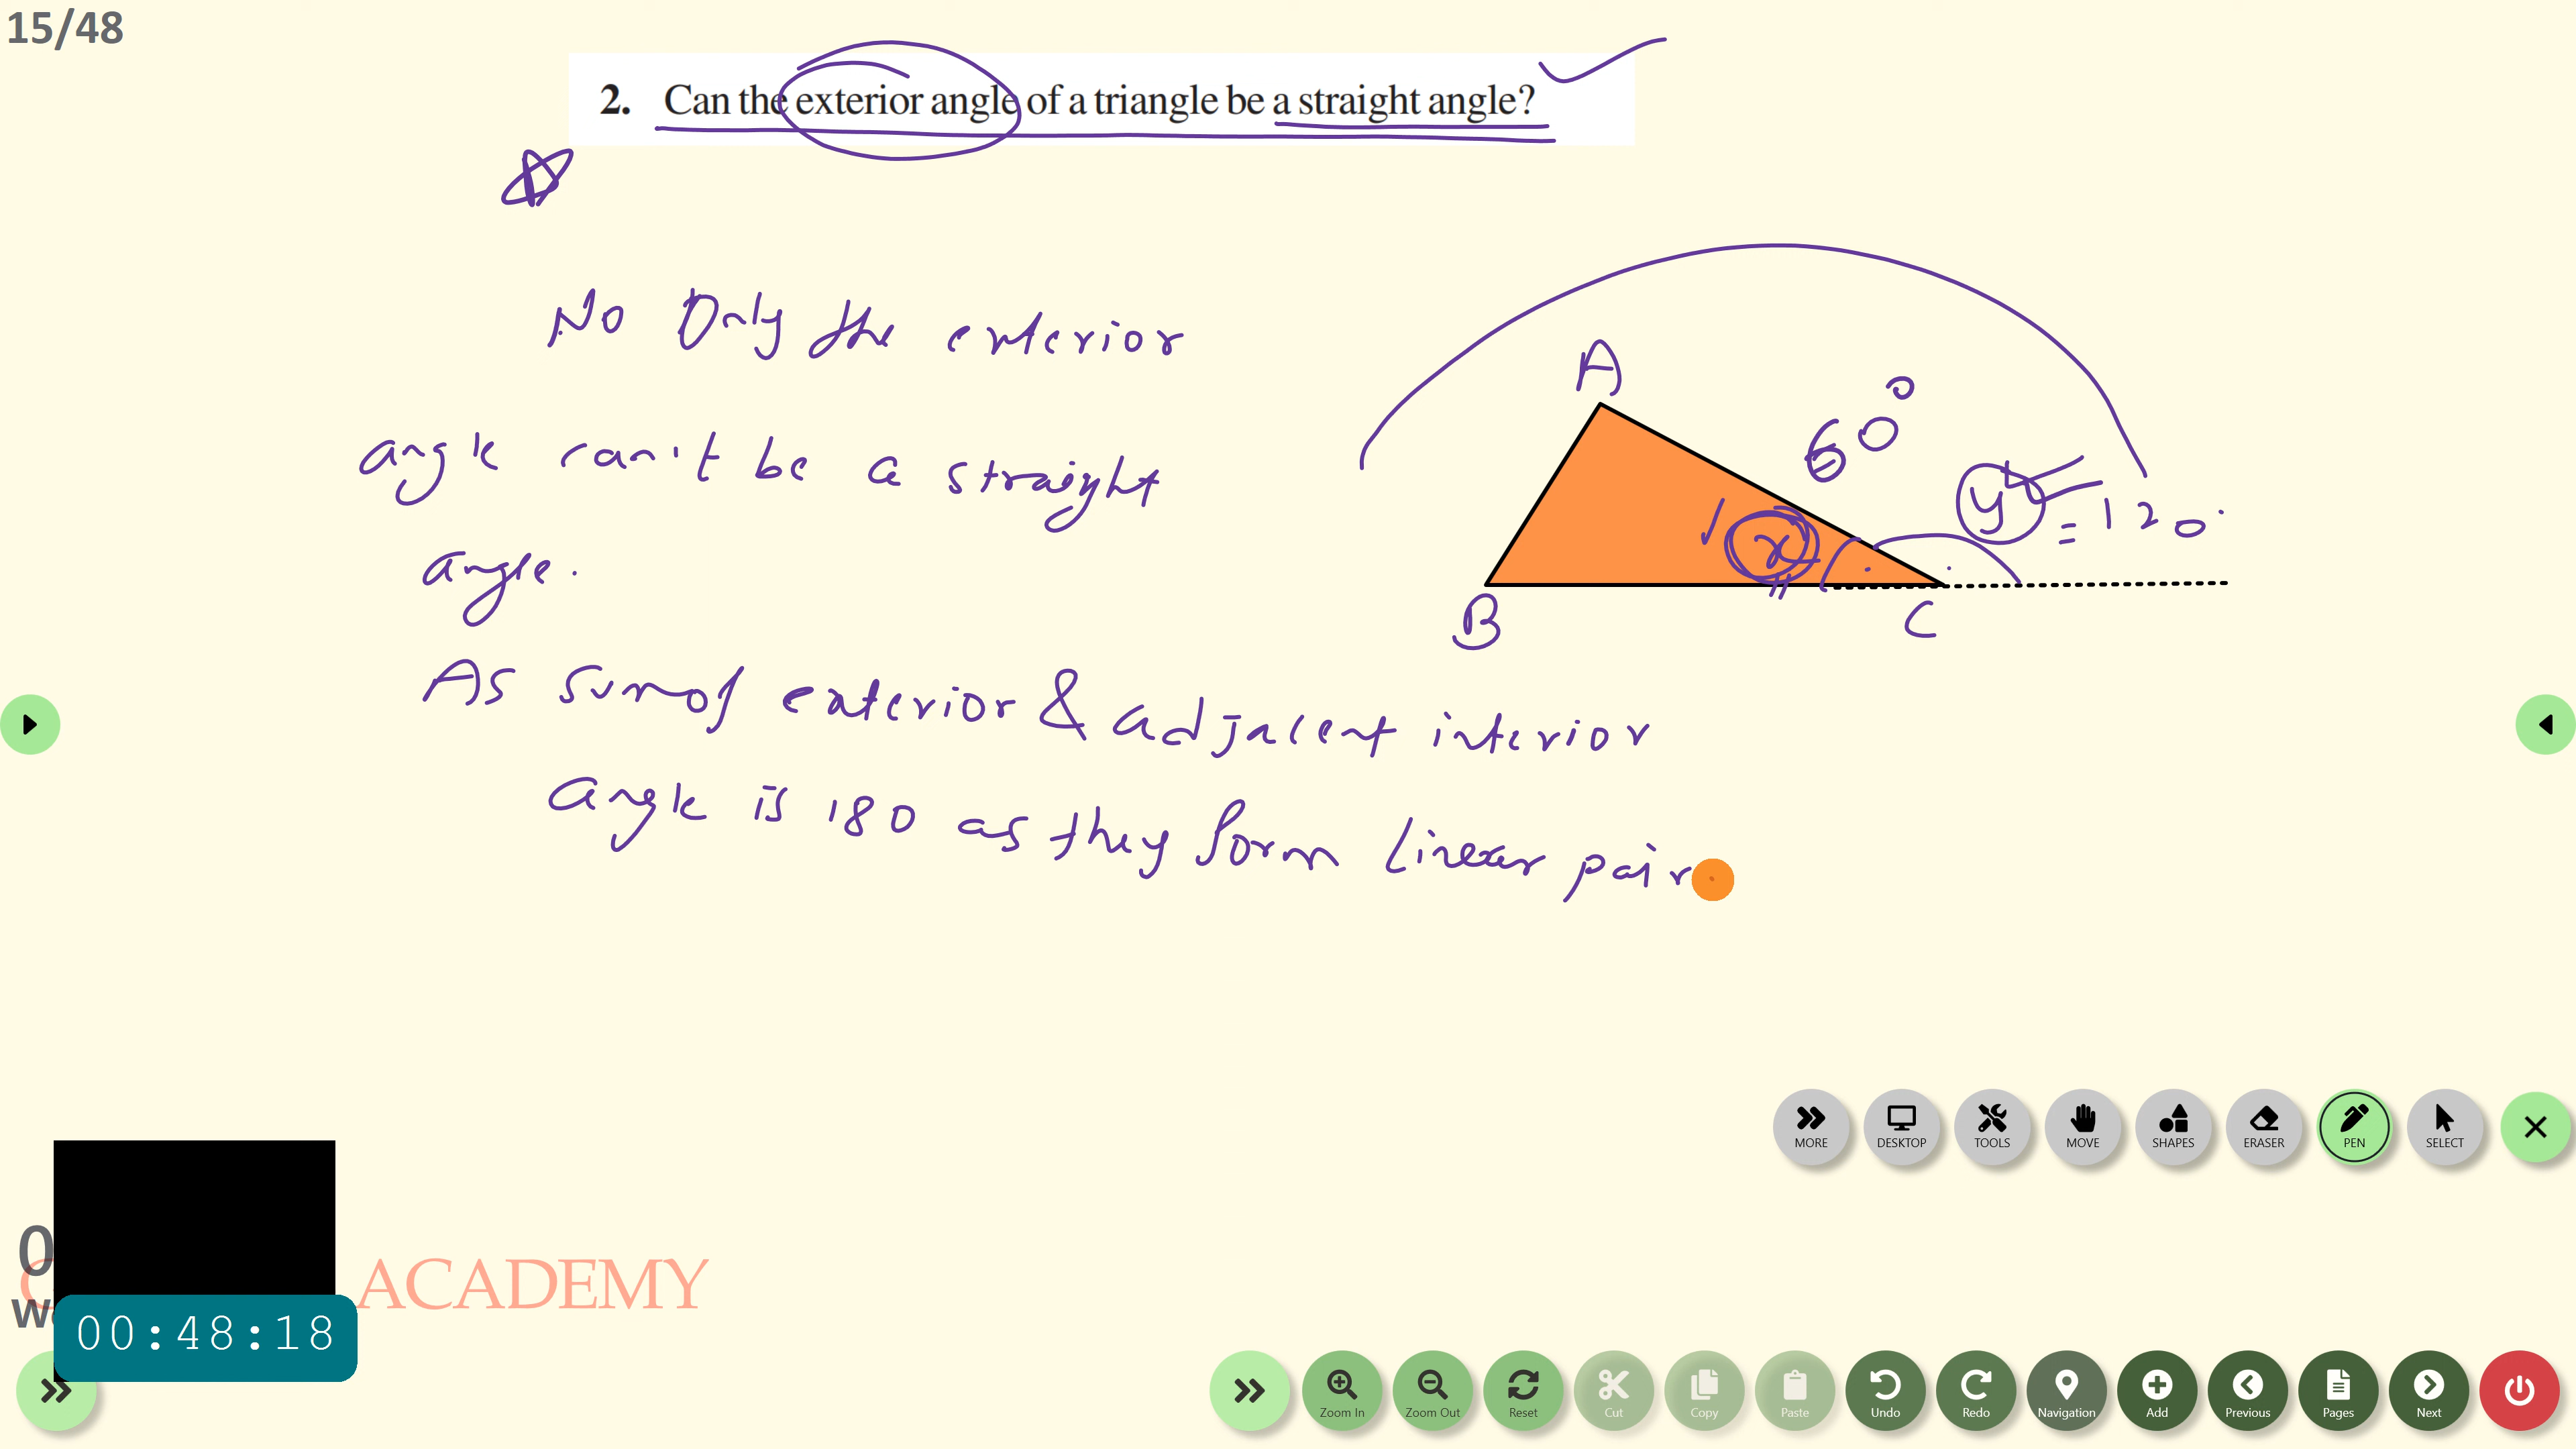 15/48
2. Can the exterior angle of a triangle be a straight angle?
No Only the exterior
angle can't be a straight
angle.
As sum of exterior & adjacent interior
angle is 180 as they form linear pair
A
60°
y = 120
x
B
C
MORE DESKTOP TOOLS MOVE SHAPES ERASER PEN SELECT
ACADEMY
00:48:18
Zoom In Zoom Out Reset Cut Copy Paste Undo Redo Navigation Add Previous Pages Next